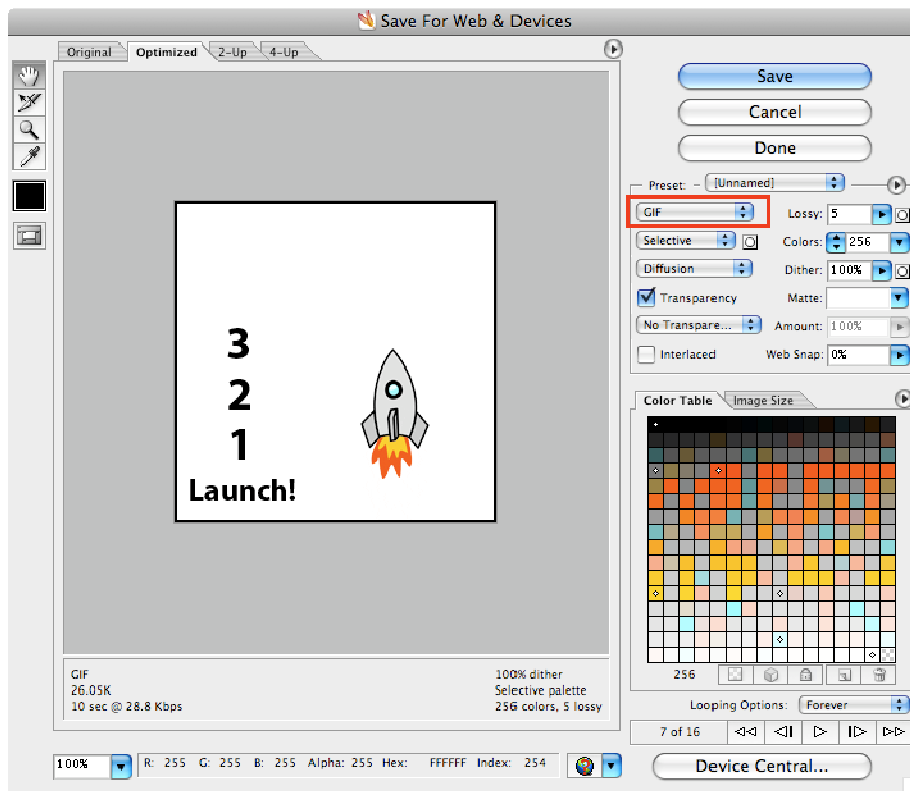 Save For Web & Devices
Original
Optimized
2-Up
4-Up
Save
Cancel
Done
Preset: [Unnamed]
GIF
Lossy: 5
Selective
Colors: 256
Diffusion
Dither: 100%
Transparency
Matte:
No Transpare...
Amount: 100%
Interlaced
Web Snap: 0%
3
2
1
Launch!
Color Table
Image Size
256
GIF
26.05K
10 sec @ 28.8 Kbps
100% dither
Selective palette
256 colors, 5 lossy
Looping Options: Forever
7 of 16
100%
R: 255 G: 255 B: 255 Alpha: 255 Hex: FFFFFF Index: 254
Device Central...